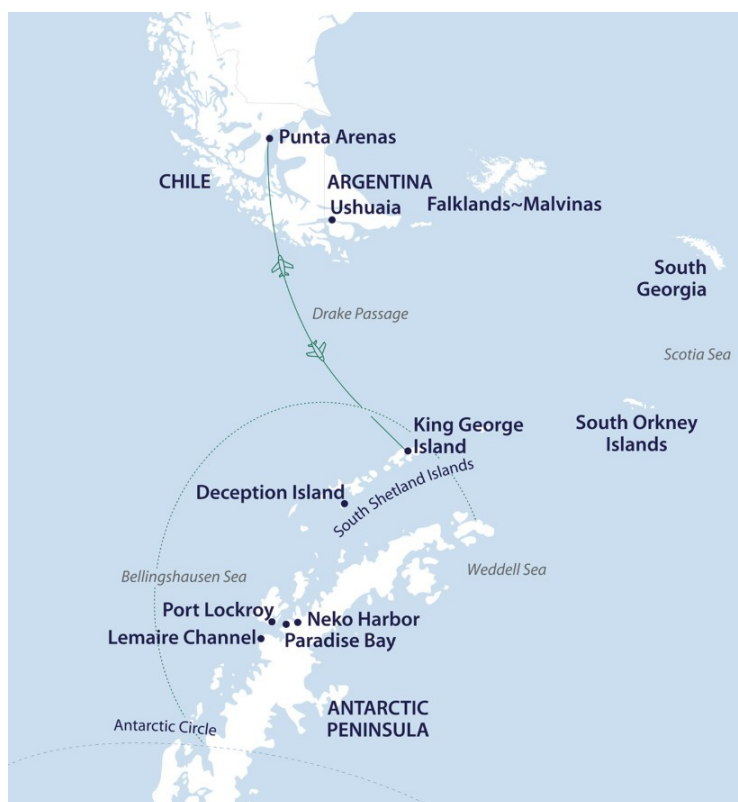 Punta Arenas
CHILE
ARGENTINA
Ushuaia
Falklands~Malvinas
South
Georgia
Drake Passage
Scotia Sea
King George
Island
South Orkney
Islands
Deception Island
South Shetland Islands
Bellingshausen Sea
Weddell Sea
Port Lockroy
Neko Harbor
Lemaire Channel
Paradise Bay
ANTARCTIC
PENINSULA
Antarctic Circle